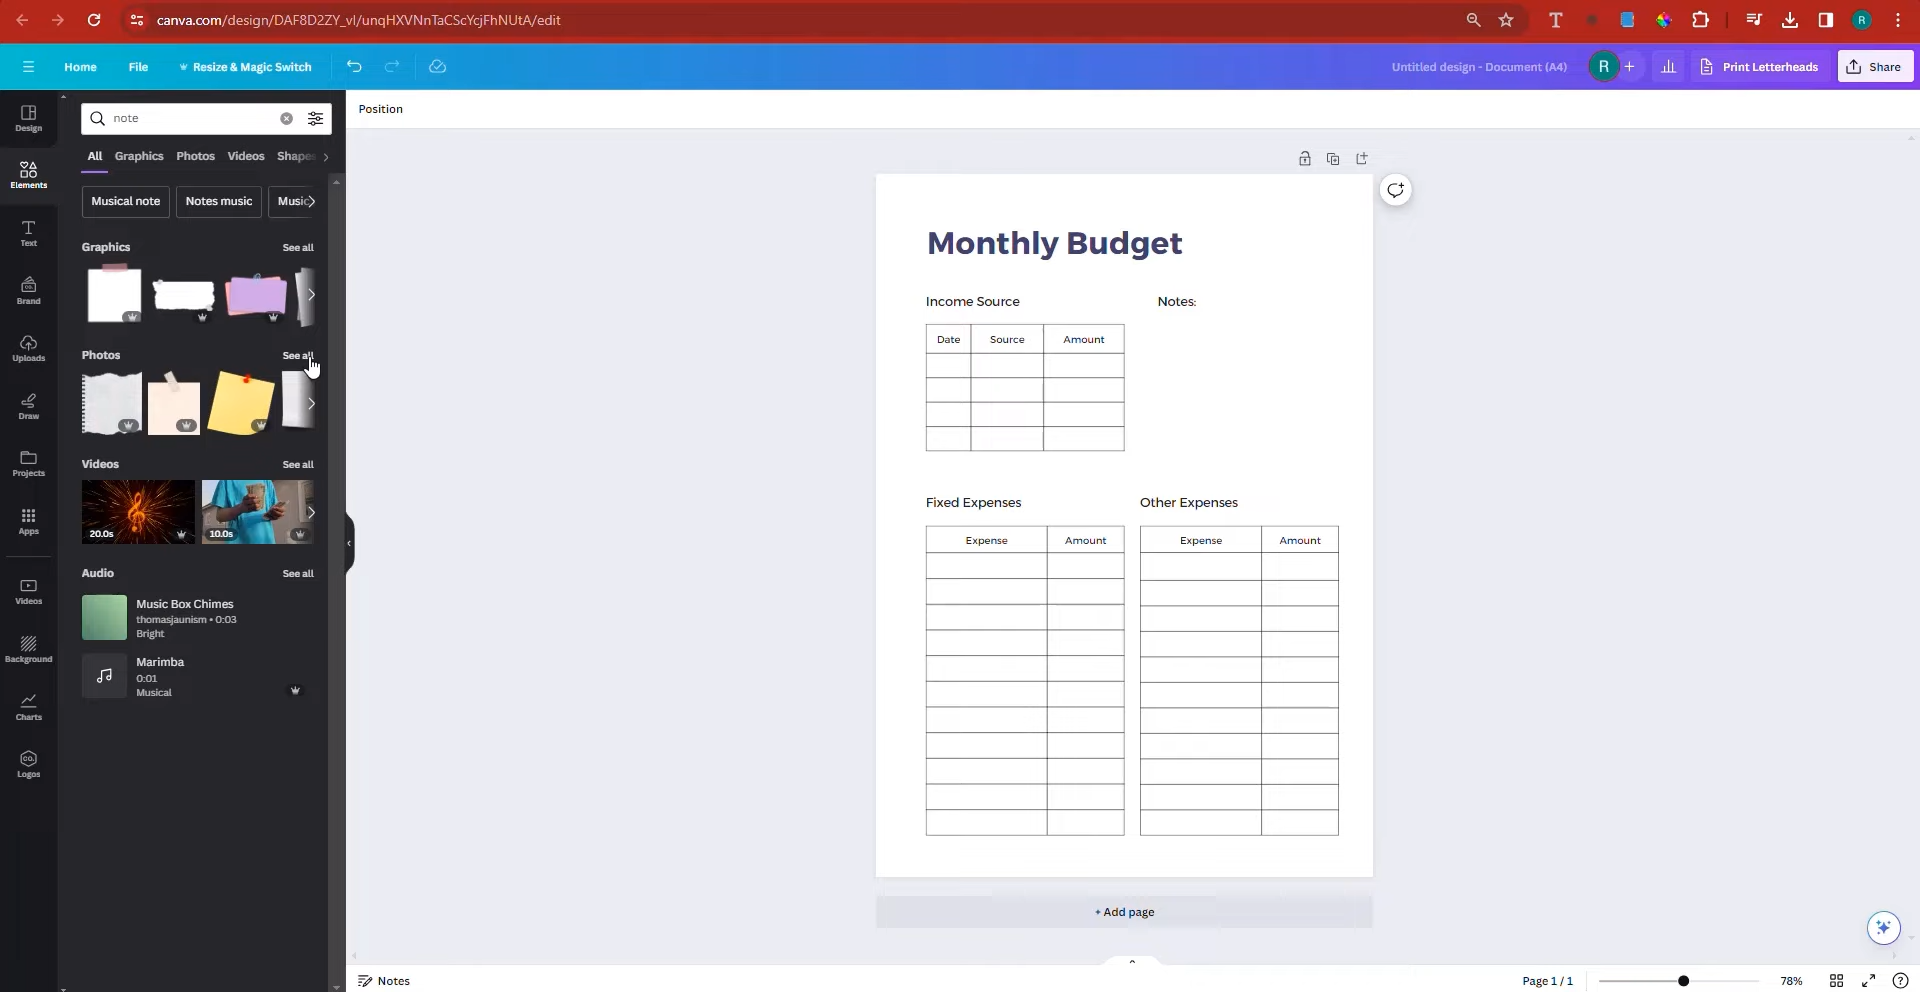 canva.com/design/DAF8D2ZY_vI/unqHXVNnTaCScYcjFhNUtA/edit
R
Home
File
Resize & Magic Switch
Untitled design - Document (A4)
R
+
Print Letterheads
Share
Design
Elements
Text
Brand
Uploads
Draw
Projects
Apps
Videos
Background
Charts
Logos
note
All Graphics Photos Videos Shapes
Musical note
Notes music
Music
Graphics
See all
Photos
See all
Videos
See all
20.0s
10.0s
Audio
See all
Music Box Chimes
thomasjaunism • 0:03
Bright
Marimba
0:01
Musical
Position
Monthly Budget
Income Source
Notes:
Date Source Amount
Fixed Expenses
Other Expenses
Expense Amount
Expense Amount
+ Add page
Notes
Page 1 / 1
78%